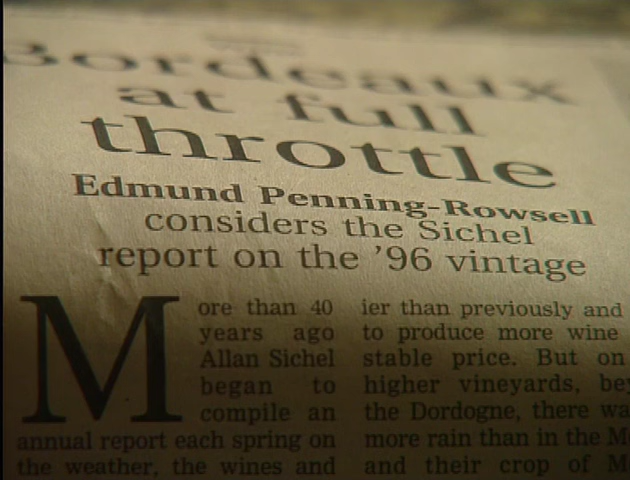 Bordeaux
at full
throttle
Edmund Penning-Rowsell
considers the Sichel
report on the '96 vintage
More than 40
years ago
Allan Sichel
began to
compile an
annual report each spring on
the weather, the wines and
ier than previously and
to produce more wine
stable price. But on
higher vineyards, bey
the Dordogne, there wa
more rain than in the M
and their crop of M